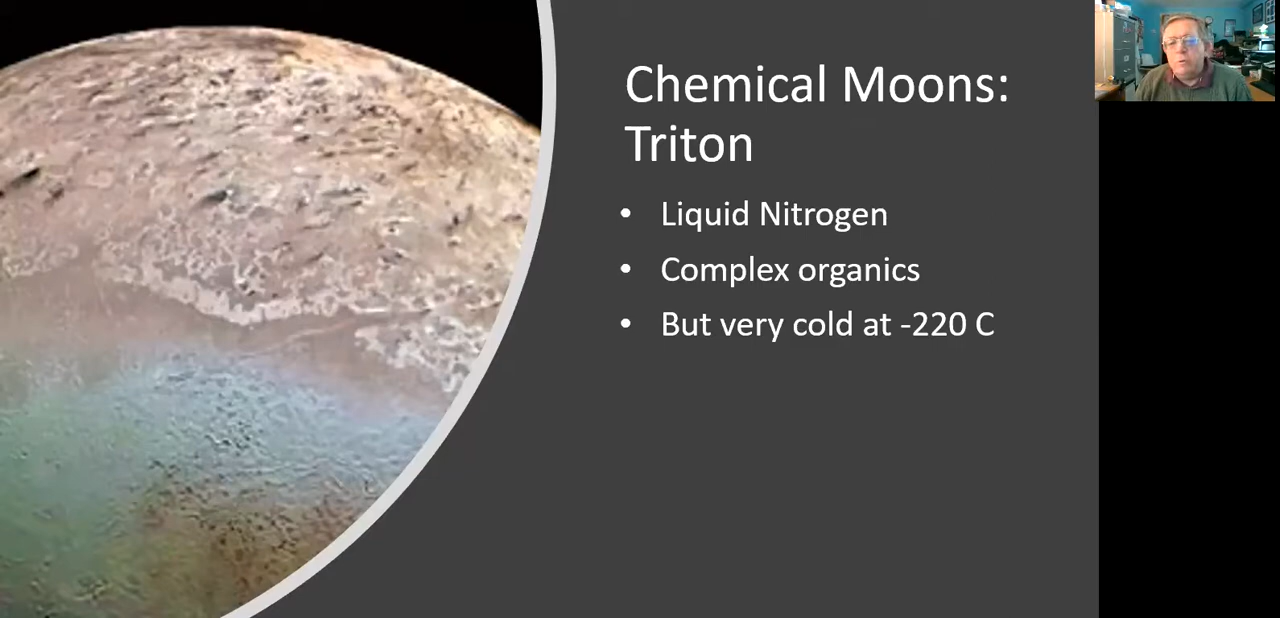 Chemical Moons:
Triton
• Liquid Nitrogen
• Complex organics
• But very cold at -220 C